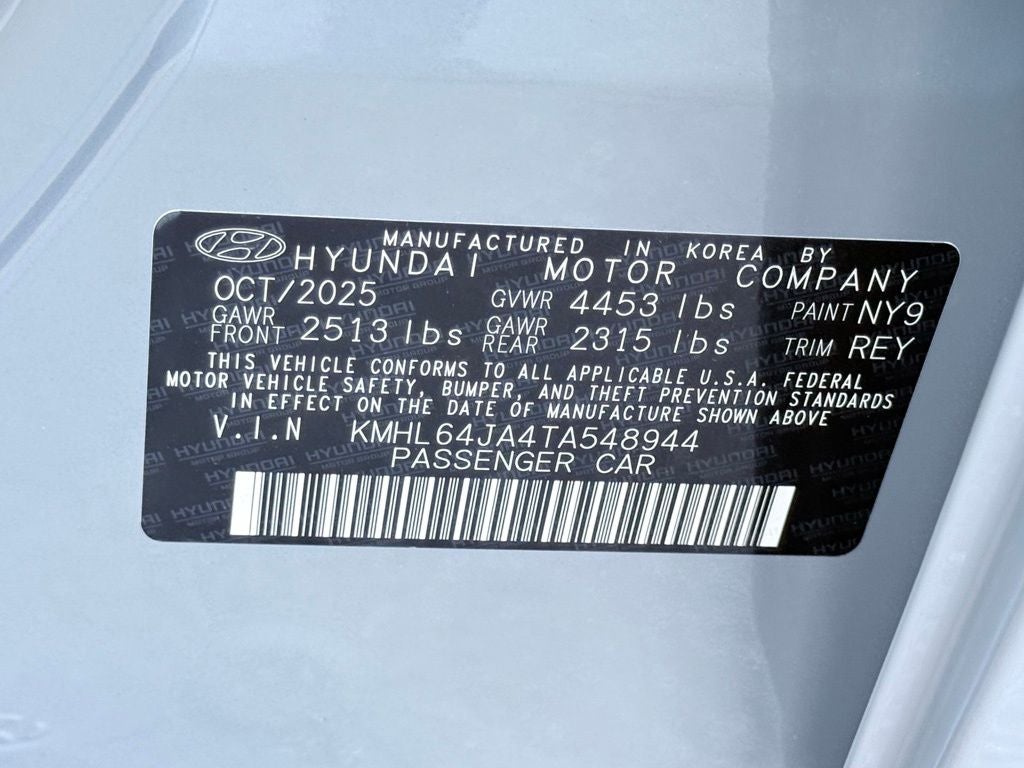 MANUFACTURED IN KOREA BY
HYUNDAI MOTOR COMPANY
OCT/2025 GVWR 4453 lbs PAINT NY9
GAWR FRONT 2513 lbs GAWR REAR 2315 lbs TRIM REY
THIS VEHICLE CONFORMS TO ALL APPLICABLE U.S.A. FEDERAL
MOTOR VEHICLE SAFETY, BUMPER, AND THEFT PREVENTION STANDARDS
IN EFFECT ON THE DATE OF MANUFACTURE SHOWN ABOVE
V.I.N KMHL64JA4TA548944
PASSENGER CAR